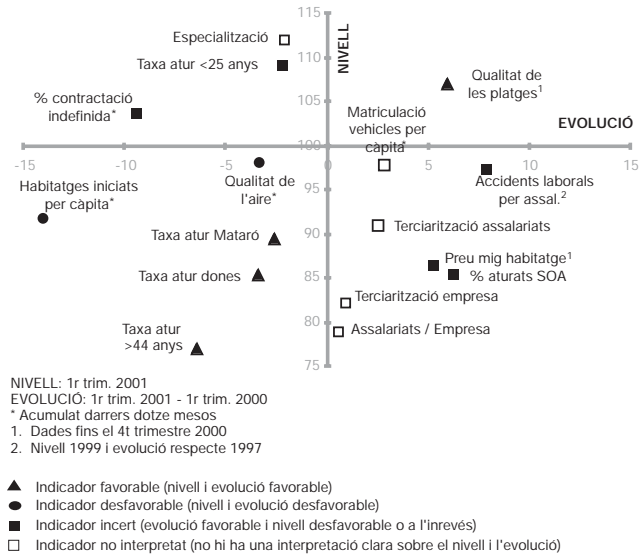 115
Especialització
NIVELL
110
Taxa atur <25 anys
Qualitat de
les platges1
% contractació
indefinida*
105
Matriculació
vehicles per
càpita*
EVOLUCIÓ
100
-15
-10
-5
0
5
10
15
Habitatges iniciats
per càpita*
Qualitat de
l'aire*
95
Accidents laborals
per assal.2
Taxa atur Mataró
90
Terciarització assalariats
Taxa atur dones
85
Preu mig habitatge1
% aturats SOA
Terciarització empresa
80
Taxa atur
>44 anys
Assalariats / Empresa
75
NIVELL: 1r trim. 2001
EVOLUCIÓ: 1r trim. 2001 - 1r trim. 2000
* Acumulat darrers dotze mesos
1. Dades fins el 4t trimestre 2000
2. Nivell 1999 i evolució respecte 1997
Indicador favorable (nivell i evolució favorable)
Indicador desfavorable (nivell i evolució desfavorable)
Indicador incert (evolució favorable i nivell desfavorable o a l'inrevés)
Indicador no interpretat (no hi ha una interpretació clara sobre el nivell i l'evolució)